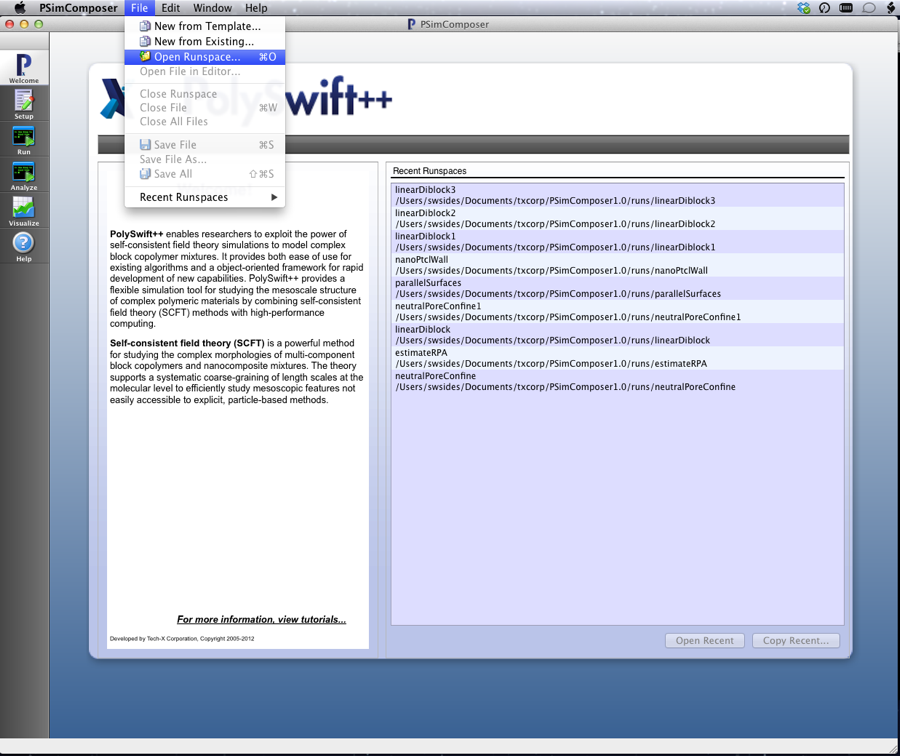 PSimComposer File Edit Window Help
PSimComposer
New from Template...
New from Existing...
Open Runspace... ⌘O
Open File in Editor...
Close Runspace
Close File ⌘W
Close All Files
Save File ⌘S
Save File As...
Save All ⇧⌘S
Recent Runspaces
Welcome
Setup
Run
Analyze
Visualize
Help
PolySwift++
PolySwift++ enables researchers to exploit the power of
self-consistent field theory simulations to model complex
block copolymer mixtures. It provides both ease of use for
existing algorithms and a object-oriented framework for rapid
development of new capabilities. PolySwift++ provides a
flexible simulation tool for studying the mesoscale structure
of complex polymeric materials by combining self-consistent
field theory (SCFT) methods with high-performance
computing.
Self-consistent field theory (SCFT) is a powerful method
for studying the complex morphologies of multi-component
block copolymers and nanocomposite mixtures. The theory
supports a systematic coarse-graining of length scales at the
molecular level to efficiently study mesoscopic features not
easily accessible to explicit, particle-based methods.
For more information, view tutorials...
Developed by Tech-X Corporation, Copyright 2005-2012
Recent Runspaces
linearDiblock3
/Users/swsides/Documents/txcorp/PSimComposer1.0/runs/linearDiblock3
linearDiblock2
/Users/swsides/Documents/txcorp/PSimComposer1.0/runs/linearDiblock2
linearDiblock1
/Users/swsides/Documents/txcorp/PSimComposer1.0/runs/linearDiblock1
nanoPtclWall
/Users/swsides/Documents/txcorp/PSimComposer1.0/runs/nanoPtclWall
parallelSurfaces
/Users/swsides/Documents/txcorp/PSimComposer1.0/runs/parallelSurfaces
neutralPoreConfine1
/Users/swsides/Documents/txcorp/PSimComposer1.0/runs/neutralPoreConfine1
linearDiblock
/Users/swsides/Documents/txcorp/PSimComposer1.0/runs/linearDiblock
estimateRPA
/Users/swsides/Documents/txcorp/PSimComposer1.0/runs/estimateRPA
neutralPoreConfine
/Users/swsides/Documents/txcorp/PSimComposer1.0/runs/neutralPoreConfine
Open Recent Copy Recent...